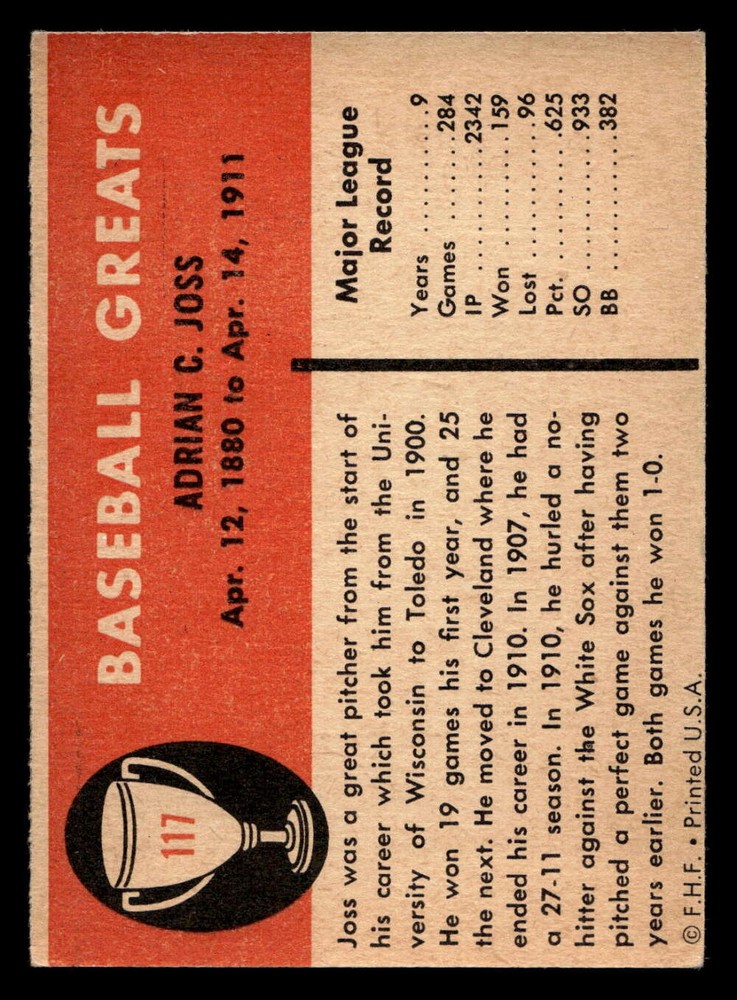 117
BASEBALL GREATS
ADRIAN C. JOSS
Apr. 12, 1880 to Apr. 14, 1911
Joss was a great pitcher from the start of
his career which took him from the Uni-
versity of Wisconsin to Toledo in 1900.
He won 19 games his first year, and 25
the next. He moved to Cleveland where he
ended his career in 1910. In 1907, he had
a 27-11 season. In 1910, he hurled a no-
hitter against the White Sox after having
pitched a perfect game against them two
years earlier. Both games he won 1-0.
© F.H.F. • Printed U.S.A.
Major League
Record
Years . . . . . . . . . . 9
Games . . . . . . 284
IP . . . . . . . . . . 2342
Won . . . . . . . . 159
Lost . . . . . . . . . . 96
Pct. . . . . . . . . .625
SO . . . . . . . . . 933
BB . . . . . . . . . 382